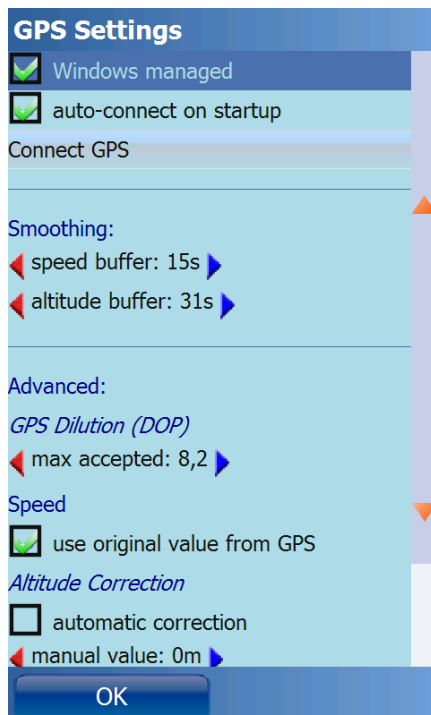 GPS Settings
Windows managed
auto-connect on startup
Connect GPS
Smoothing:
speed buffer: 15s
altitude buffer: 31s
Advanced:
GPS Dilution (DOP)
max accepted: 8,2
Speed
use original value from GPS
Altitude Correction
automatic correction
manual value: 0m
OK